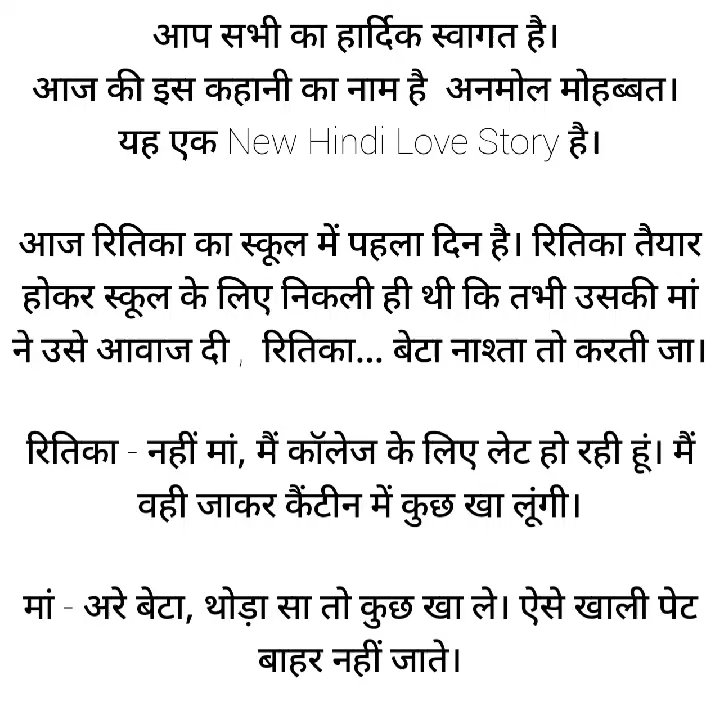 आप सभी का हार्दिक स्वागत है।
आज की इस कहानी का नाम है अनमोल मोहब्बत।
यह एक New Hindi Love Story है।
आज रितिका का स्कूल में पहला दिन है। रितिका तैयार
होकर स्कूल के लिए निकली ही थी कि तभी उसकी मां
ने उसे आवाज दी , रितिका... बेटा नाश्ता तो करती जा।
रितिका - नहीं मां, मैं कॉलेज के लिए लेट हो रही हूं। मैं
वही जाकर कैंटीन में कुछ खा लूंगी।
मां - अरे बेटा, थोड़ा सा तो कुछ खा ले। ऐसे खाली पेट
बाहर नहीं जाते।